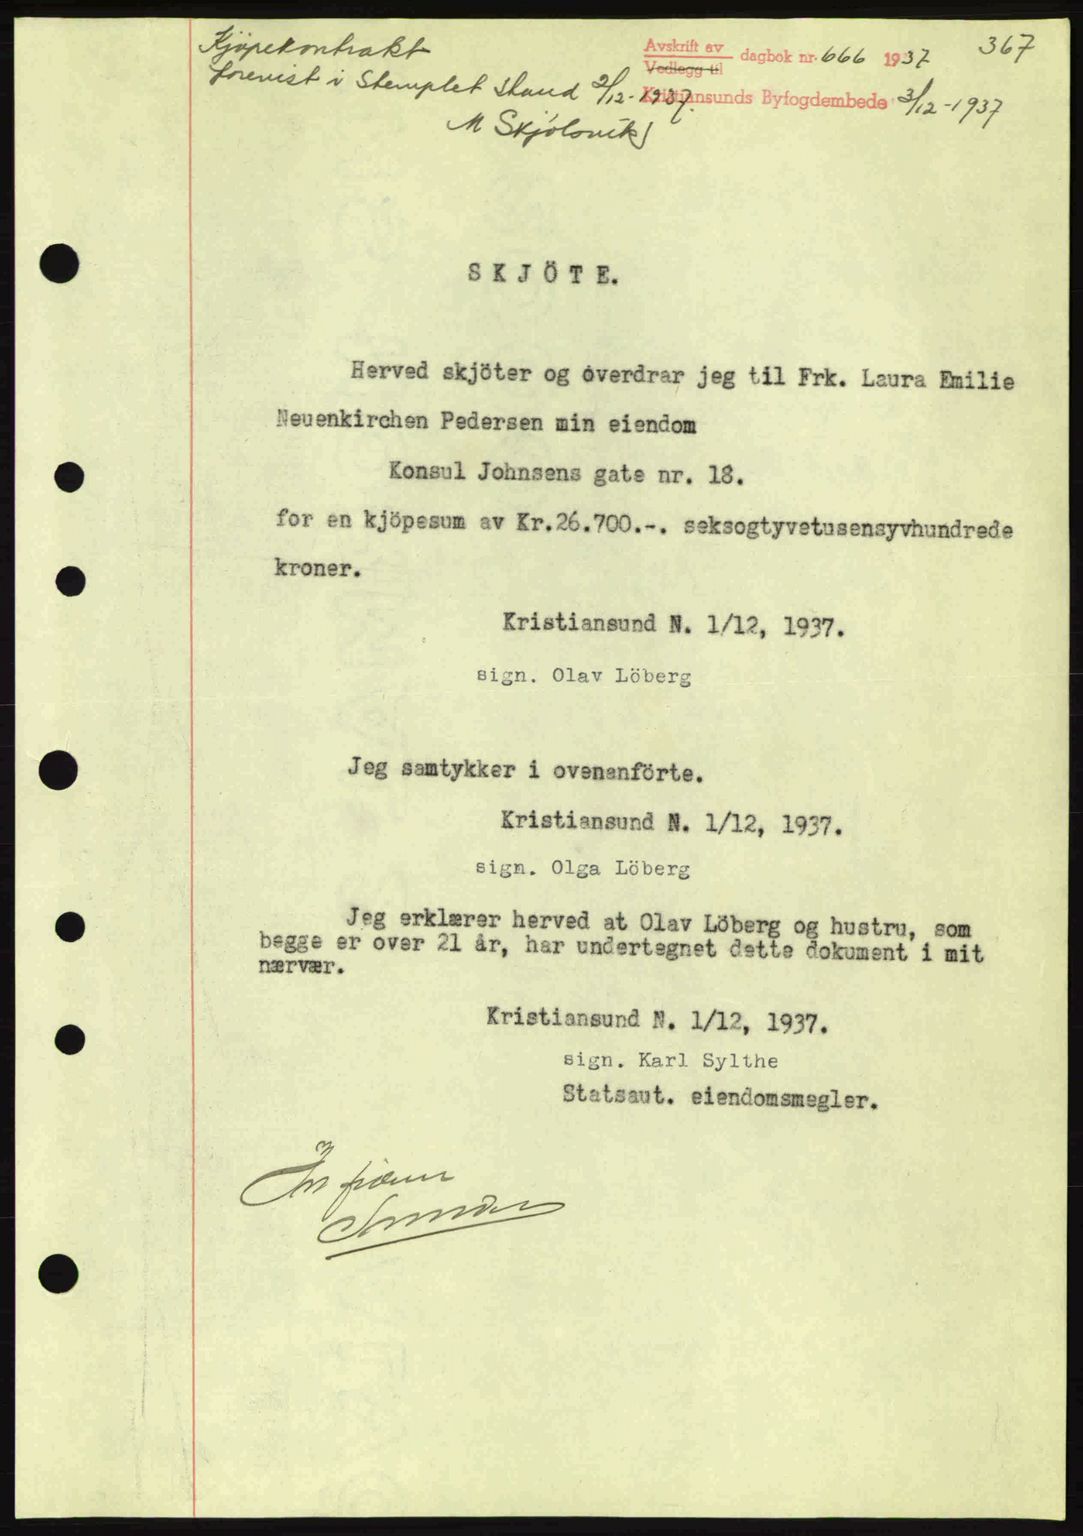 Kjöpekontrakt
forevist i Stemplet stand 2/12-1937.
M Skjölsvik
Avskrift av
Vedlegg til
dagbok nr. 666 1937
Kristiansunds Byfogdembede 3/12-1937
367
SKJÖTE.
Herved skjöter og overdrar jeg til Frk. Laura Emilie
Neuenkirchen Pedersen min eiendom
Konsul Johnsens gate nr. 18.
for en kjöpesum av Kr.26.700.-. seksogtyvetusensyvhundrede
kroner.
Kristiansund N. 1/12, 1937.
sign. Olav Löberg
Jeg samtykker i ovenanförte.
Kristiansund N. 1/12, 1937.
sign. Olga Löberg
Jeg erklærer herved at Olav Löberg og hustru, som
begge er over 21 år, har undertegnet dette dokument i mit
nærvær.
Kristiansund N. 1/12, 1937.
sign. Karl Sylthe
Statsaut. eiendomsmegler.